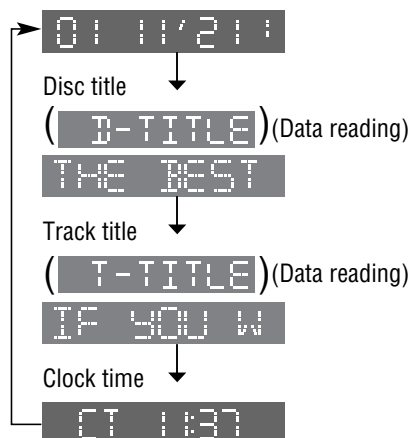 01 11′21″
Disc title
( D-TITLE ) (Data reading)
THE BEST
Track title
( T-TITLE ) (Data reading)
IF YOU W
Clock time
CT 11:37